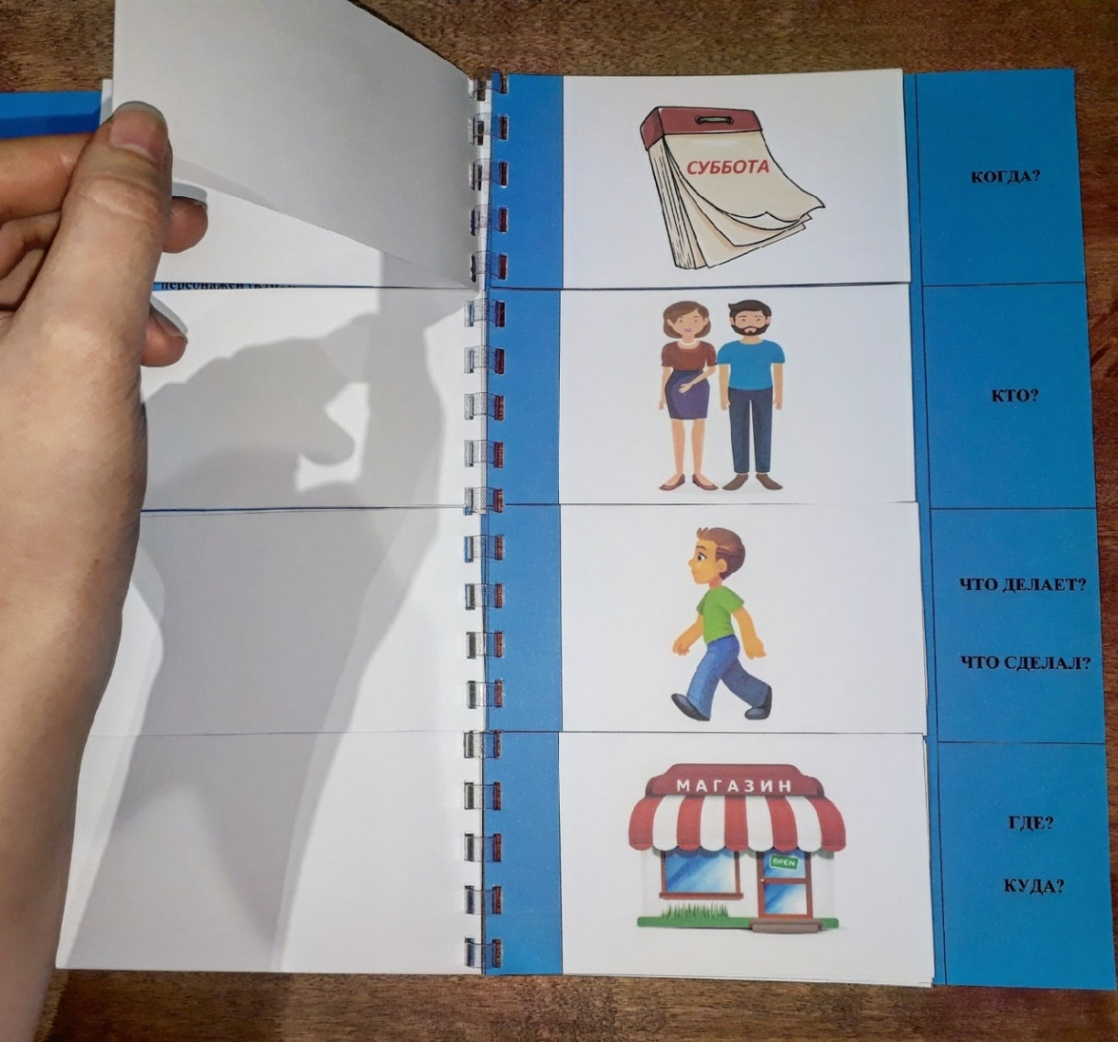 СУББОТА
КОГДА?
КТО?
ЧТО ДЕЛАЕТ?
ЧТО СДЕЛАЛ?
МАГАЗИН
OPEN
ГДЕ?
КУДА?